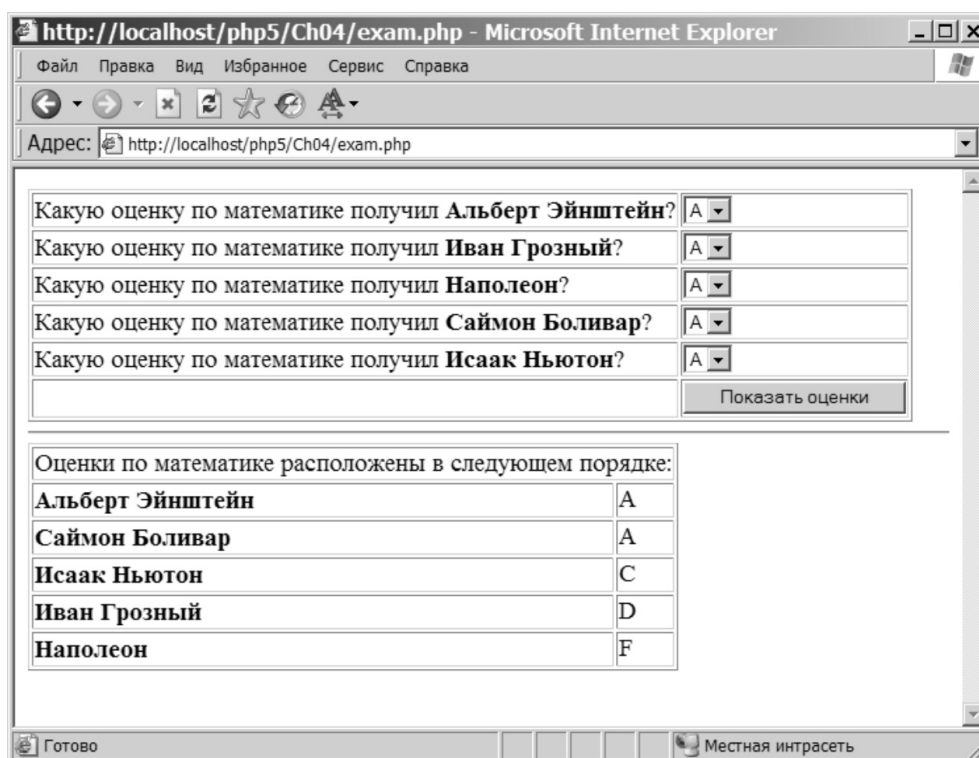 http://localhost/php5/Ch04/exam.php - Microsoft Internet Explorer
Файл Правка Вид Избранное Сервис Справка
Адрес: http://localhost/php5/Ch04/exam.php
Какую оценку по математике получил Альберт Эйнштейн? A
Какую оценку по математике получил Иван Грозный? A
Какую оценку по математике получил Наполеон? A
Какую оценку по математике получил Саймон Боливар? A
Какую оценку по математике получил Исаак Ньютон? A
Показать оценки
Оценки по математике расположены в следующем порядке:
Альберт Эйнштейн A
Саймон Боливар A
Исаак Ньютон C
Иван Грозный D
Наполеон F
Готово Местная интрасеть